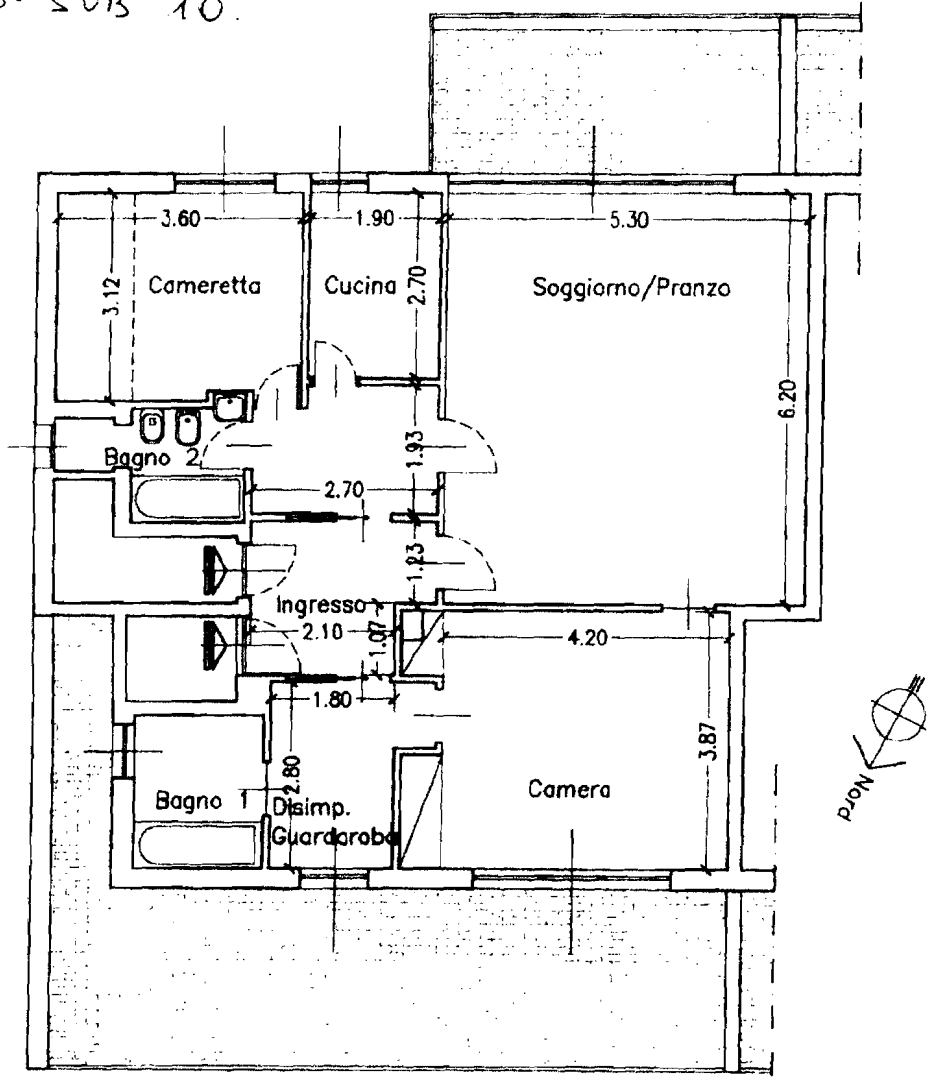 SUB 10.
3.60
1.90
5.30
3.12
Cameretta
Cucina
2.70
Soggiorno/Pranzo
6.20
Bagno 2
1.93
2.70
1.23
Ingresso
2.10
1.07
4.20
1.80
3.87
2.80
Bagno 1
Disimp.
Guardaroba
Camera
Nord